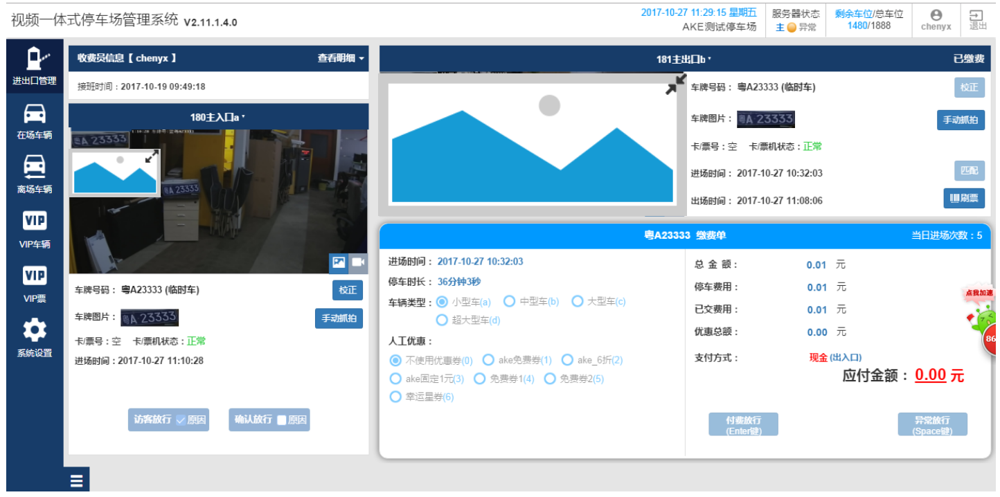 视频一体式停车场管理系统 V2.11.1.4.0
2017-10-27 11:29:15 星期五
AKE测试停车场
服务器状态
主 异常
剩余车位/总车位
1480/1888
chenyx
退出
进出口管理
在场车辆
离场车辆
VIP
VIP车辆
VIP
VIP票
系统设置
收费员信息【 chenyx 】 查看明细
接班时间：2017-10-19 09:49:18
180主入口a
粤A 23333
粤A 23333
车牌号码： 粤A23333 (临时车) 校正
车牌图片： 粤A 23333 手动抓拍
卡/票号：空 卡/票机状态：正常
进场时间：2017-10-27 11:10:28
访客放行 原因 确认放行 原因
181主出口b 已缴费
车牌号码： 粤A23333 (临时车) 校正
车牌图片： 粤A 23333 手动抓拍
卡/票号：空 卡/票机状态：正常
进场时间： 2017-10-27 10:32:03 匹配
出场时间： 2017-10-27 11:08:06 刷票
粤A23333 缴费单 当日进场次数：5
进场时间： 2017-10-27 10:32:03
停车时长： 36分钟3秒
车辆类型： 小型车(a) 中型车(b) 大型车(c)
超大型车(d)
人工优惠：
不使用优惠券(0) ake免费券(1) ake_6折(2)
ake固定1元(3) 免费券1(4) 免费券2(5)
幸运星券(6)
总 金 额： 0.01 元
停车费用： 0.01 元
已交费用： 0.01 元
优惠总额： 0.00 元
支付方式： 现金 (出入口)
应付金额： 0.00 元
付费放行
(Enter键)
异常放行
(Space键)
点我加速
86